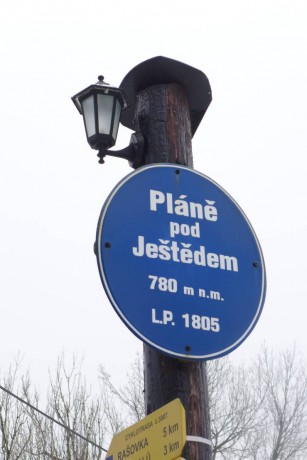 Pláně
pod
Ještědem
780 m n.m.
L.P. 1805
RAŠOVKA
5 km
3 km